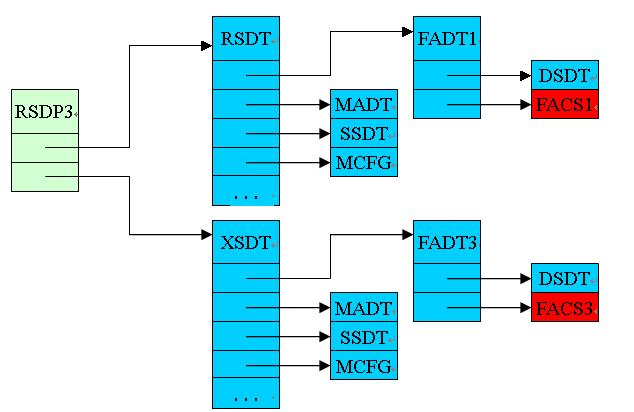 RSDP3
RSDT
FADT1
DSDT
FACS1
MADT
SSDT
MCFG
...
XSDT
FADT3
DSDT
FACS3
MADT
SSDT
MCFG
...